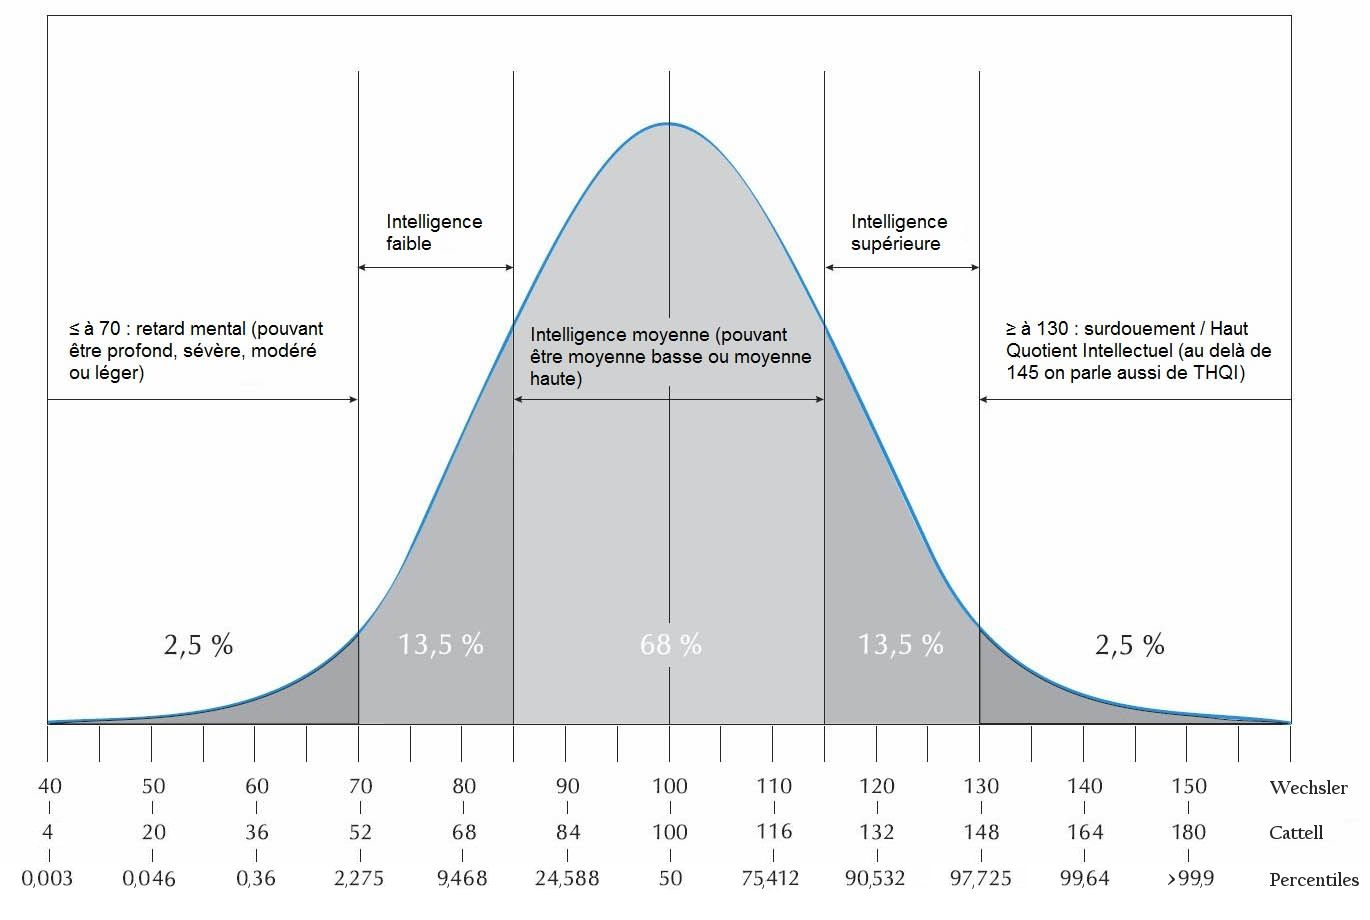 Intelligence
faible
Intelligence
supérieure
≤ à 70 : retard mental (pouvant
être profond, sévère, modéré
ou léger)
Intelligence moyenne (pouvant
être moyenne basse ou moyenne
haute)
≥ à 130 : surdouement / Haut
Quotient Intellectuel (au delà de
145 on parle aussi de THQI)
2,5 % 13,5 % 68 % 13,5 % 2,5 %
40 50 60 70 80 90 100 110 120 130 140 150 Wechsler
4 20 36 52 68 84 100 116 132 148 164 180 Cattell
0,003 0,046 0,36 2,275 9,468 24,588 50 75,412 90,532 97,725 99,64 >99,9 Percentiles